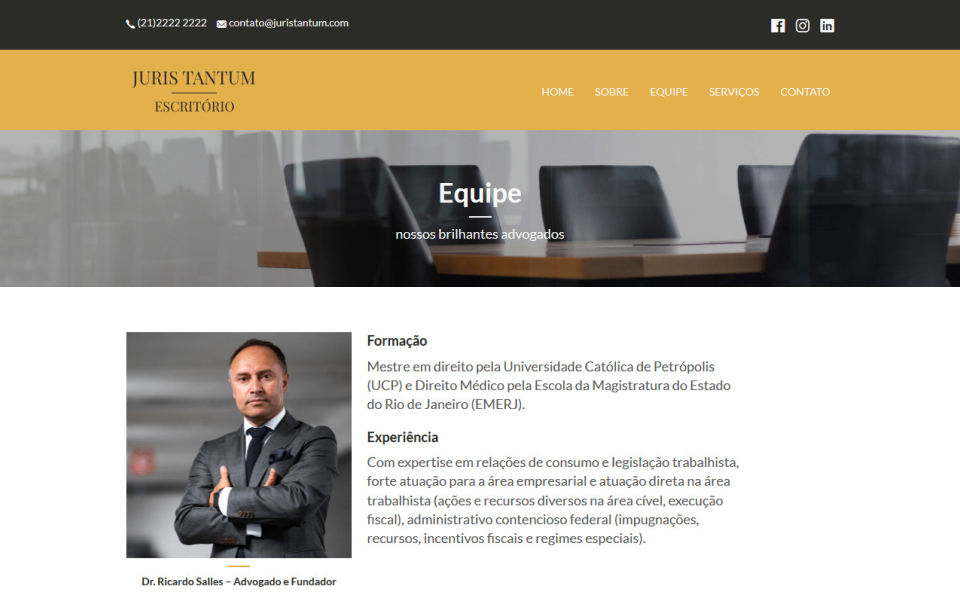 (21)2222 2222 contato@juristantum.com
JURIS TANTUM
ESCRITÓRIO
HOME SOBRE EQUIPE SERVIÇOS CONTATO
Equipe
nossos brilhantes advogados
Formação
Mestre em direito pela Universidade Católica de Petrópolis
(UCP) e Direito Médico pela Escola da Magistratura do Estado
do Rio de Janeiro (EMERJ).
Experiência
Com expertise em relações de consumo e legislação trabalhista,
forte atuação para a área empresarial e atuação direta na área
trabalhista (ações e recursos diversos na área cível, execução
fiscal), administrativo contencioso federal (impugnações,
recursos, incentivos fiscais e regimes especiais).
Dr. Ricardo Salles – Advogado e Fundador